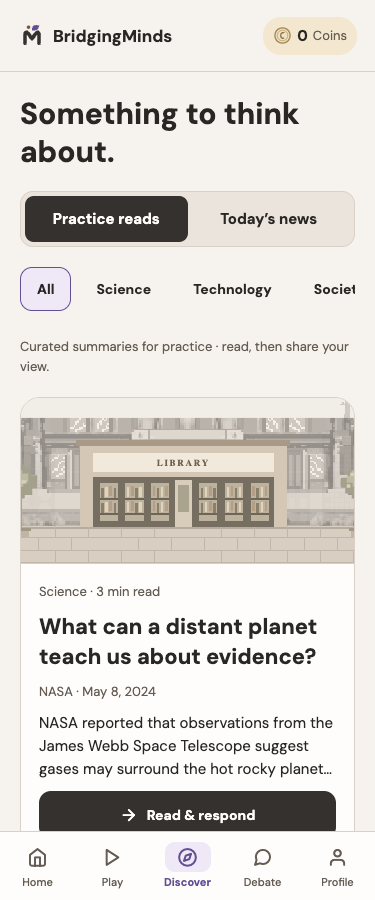 BridgingMinds
0 Coins
Something to think
about.
Practice reads
Today’s news
All
Science
Technology
Societ
Curated summaries for practice · read, then share your
view.
LIBRARY
Science · 3 min read
What can a distant planet
teach us about evidence?
NASA · May 8, 2024
NASA reported that observations from the
James Webb Space Telescope suggest
gases may surround the hot rocky planet…
→ Read & respond
Home
Play
Discover
Debate
Profile